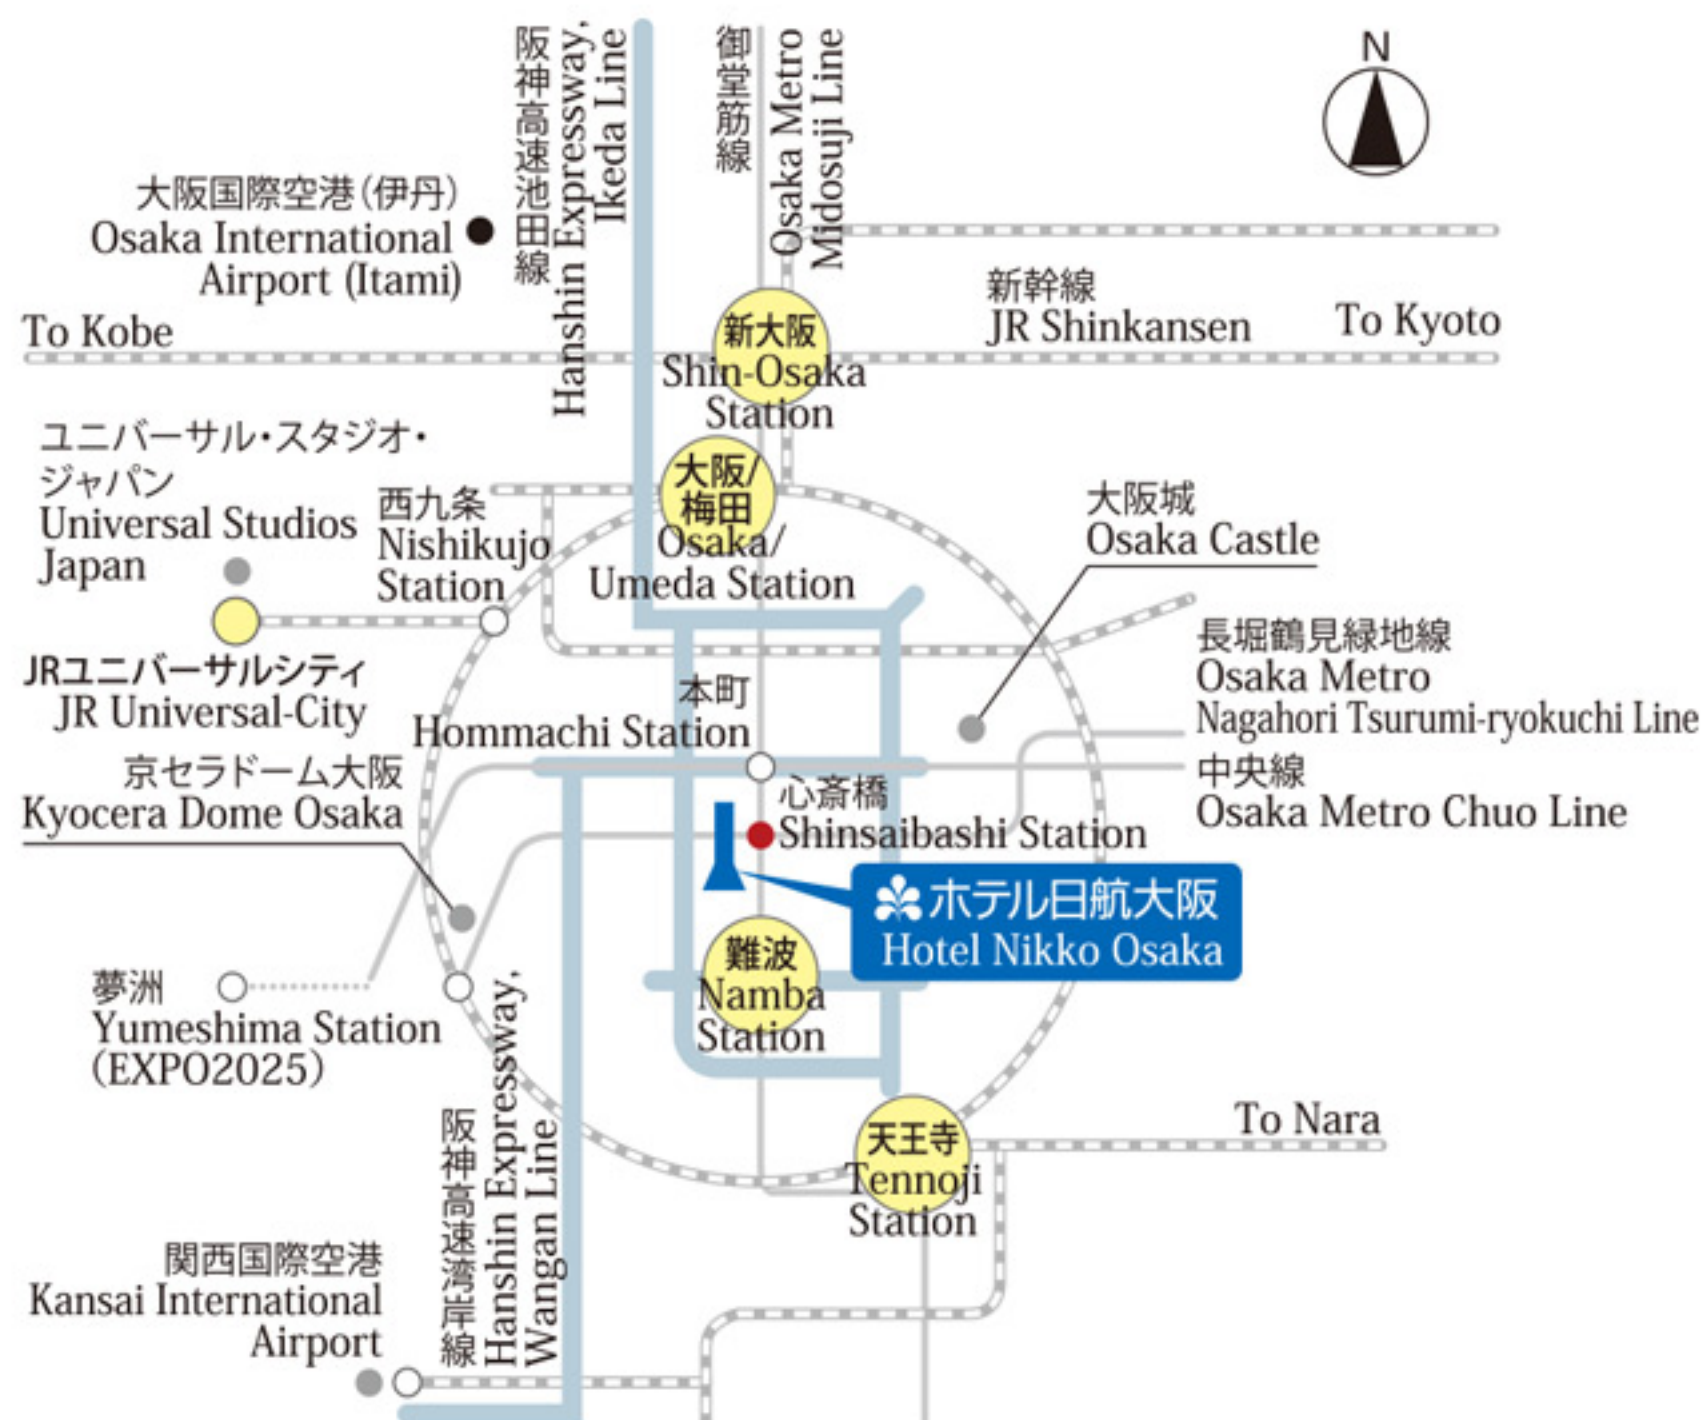 阪神高速池田線
Hanshin Expressway,
Ikeda Line
御堂筋線
Osaka Metro
Midosuji Line
N
大阪国際空港(伊丹)
Osaka International
Airport (Itami)
To Kobe
新大阪
Shin-Osaka
Station
新幹線
JR Shinkansen
To Kyoto
ユニバーサル・スタジオ・
ジャパン
Universal Studios
Japan
西九条
Nishikujo
Station
大阪/
梅田
Osaka/
Umeda Station
大阪城
Osaka Castle
JRユニバーサルシティ
JR Universal-City
本町
Hommachi Station
長堀鶴見緑地線
Osaka Metro
Nagahori Tsurumi-ryokuchi Line
中央線
Osaka Metro Chuo Line
京セラドーム大阪
Kyocera Dome Osaka
心斎橋
Shinsaibashi Station
ホテル日航大阪
Hotel Nikko Osaka
難波
Namba
Station
夢洲
Yumeshima Station
(EXPO2025)
阪神高速湾岸線
Hanshin Expressway,
Wangan Line
天王寺
Tennoji
Station
To Nara
関西国際空港
Kansai International
Airport